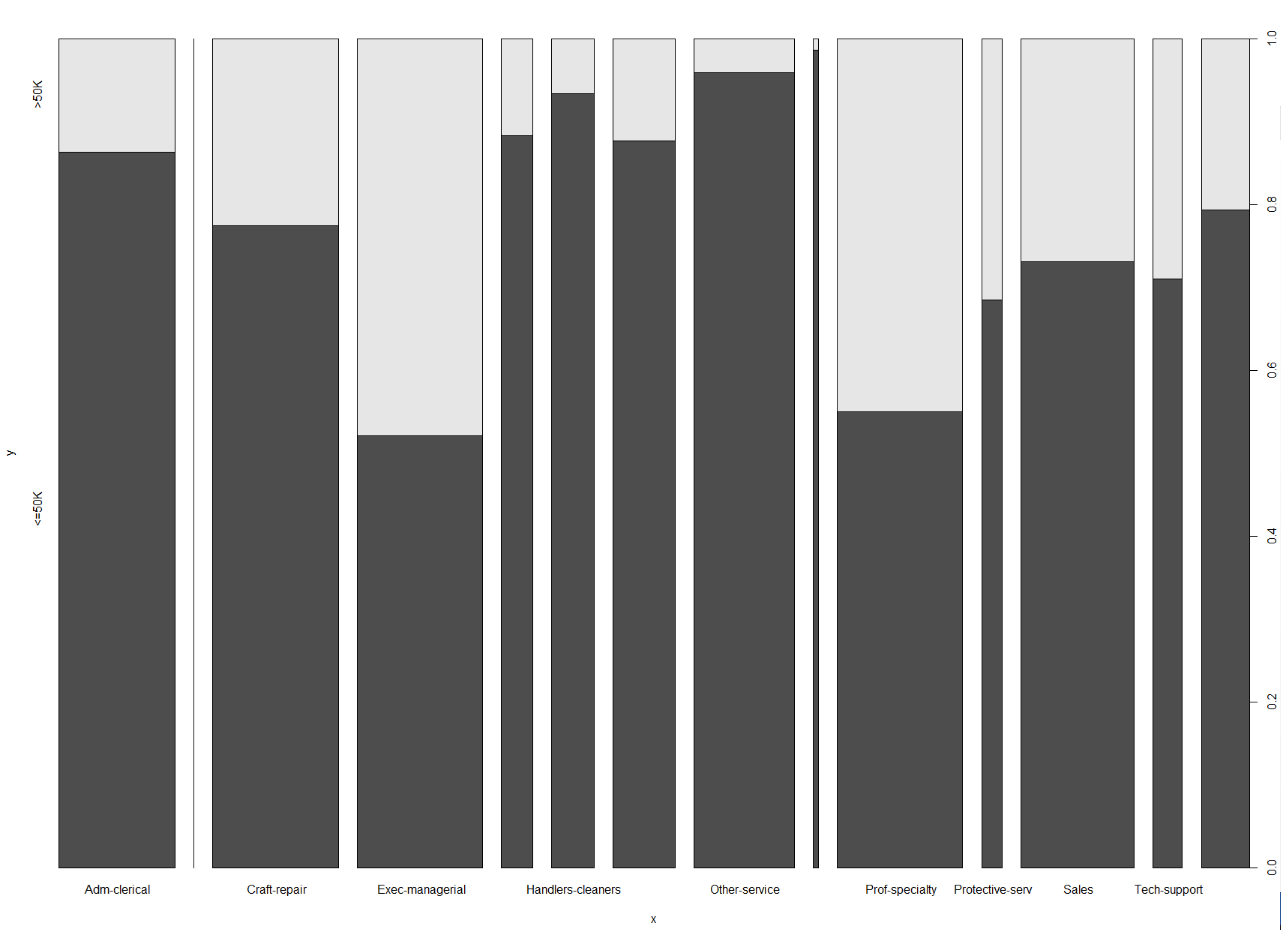 >50K
<=50K
y
1.0
0.8
0.6
0.4
0.2
0.0
Adm-clerical Craft-repair Exec-managerial Handlers-cleaners Other-service Prof-specialty Protective-serv Sales Tech-support
x